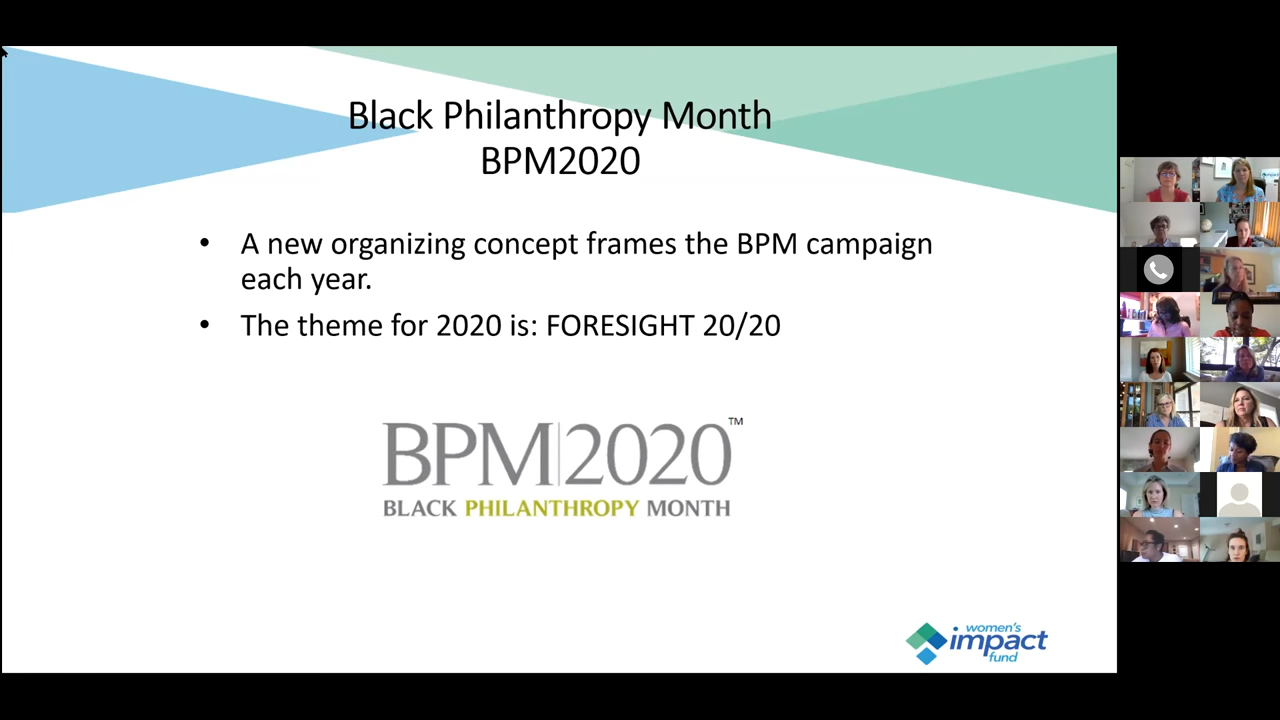 Black Philanthropy Month
BPM2020
• A new organizing concept frames the BPM campaign
each year.
• The theme for 2020 is: FORESIGHT 20/20
BPM|2020™
BLACK PHILANTHROPY MONTH
women's
impact
fund
impact